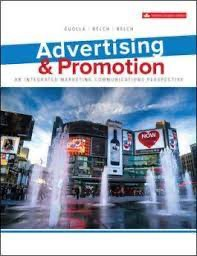 GUOLLA • BELCH • BELCH
Advertising
& Promotion
AN INTEGRATED MARKETING COMMUNICATIONS PERSPECTIVE
NOW